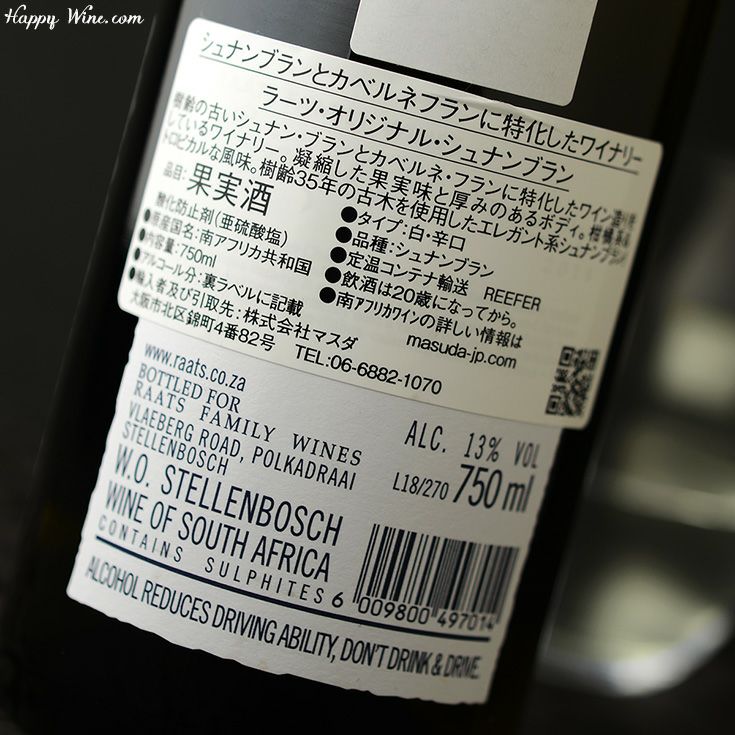 Happy Wine.com
シュナンブランとカベルネフランに特化したワイナリー
ラーツ・オリジナル・シュナンブラン
樹齢の古いシュナン・ブランとカベルネ・フランに特化したワイン造りを
しているワイナリー。凝縮した果実味と厚みのあるボディ。柑橘系や
トロピカルな風味。樹齢35年の古木を使用したエレガント系シュナンブラン!
品目:果実酒
酸化防止剤(亜硫酸塩)
●原産国名:南アフリカ共和国
●内容量:750ml
●アルコール分:裏ラベルに記載
●輸入者及び引取先:株式会社マスダ
大阪市北区錦町4番82号 TEL:06-6882-1070
●タイプ:白・辛口
●品種:シュナンブラン
●定温コンテナ輸送 REEFER
●飲酒は20歳になってから。
●南アフリカワインの詳しい情報は
masuda-jp.com
www.raats.co.za
BOTTLED FOR
RAATS FAMILY WINES
VLAEBERG ROAD, POLKADRAAI
STELLENBOSCH
W.O. STELLENBOSCH
WINE OF SOUTH AFRICA
CONTAINS SULPHITES
ALC. 13% VOL
L18/270 750 ml
6 009800 497014
ALCOHOL REDUCES DRIVING ABILITY, DON'T DRINK & DRIVE.